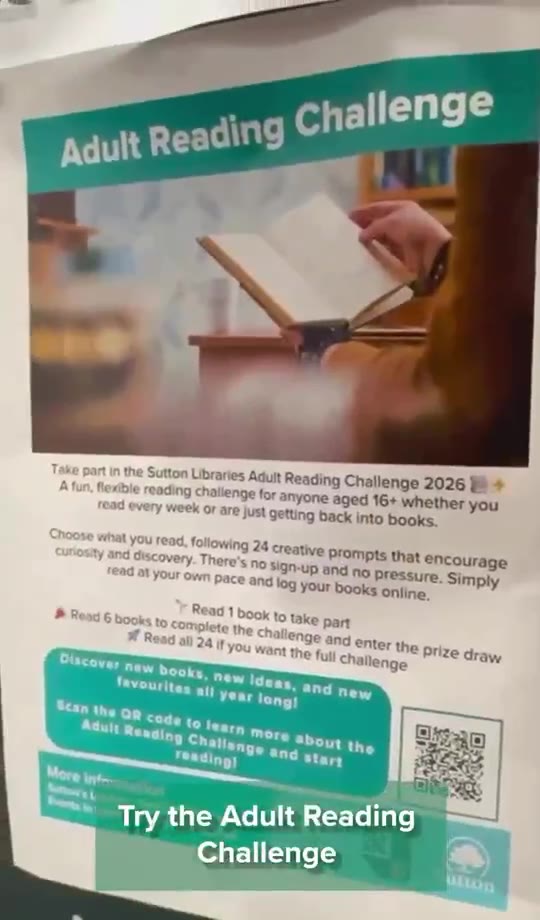 Adult Reading Challenge
Take part in the Sutton Libraries Adult Reading Challenge 2026
A fun, flexible reading challenge for anyone aged 16+ whether you
read every week or are just getting back into books.
Choose what you read, following 24 creative prompts that encourage
curiosity and discovery. There's no sign-up and no pressure. Simply
read at your own pace and log your books online.
Read 1 book to take part
Read 6 books to complete the challenge and enter the prize draw
Read all 24 if you want the full challenge
Discover new books, new ideas, and new
favourites all year long!
Scan the QR code to learn more about the
Adult Reading Challenge and start
reading!
More information
Sutton's
Events in
Try the Adult Reading
Challenge